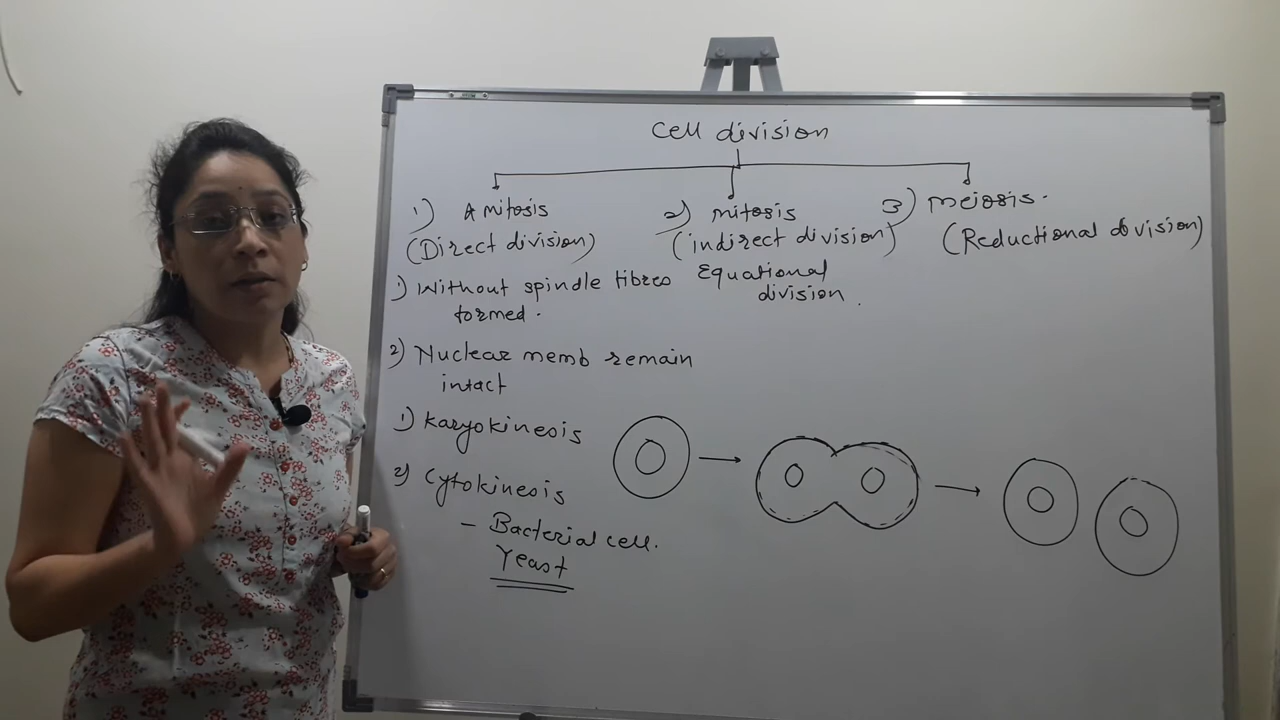 Cell division
1) Amitosis
(Direct division)
2) Mitosis
(indirect division)
Equational
division.
3) Meiosis.
(Reductional division)
1) Without spindle fibres
formed.
2) Nuclear memb remain
intact
1) Karyokinesis
2) Cytokinesis
- Bacterial cell.
Yeast